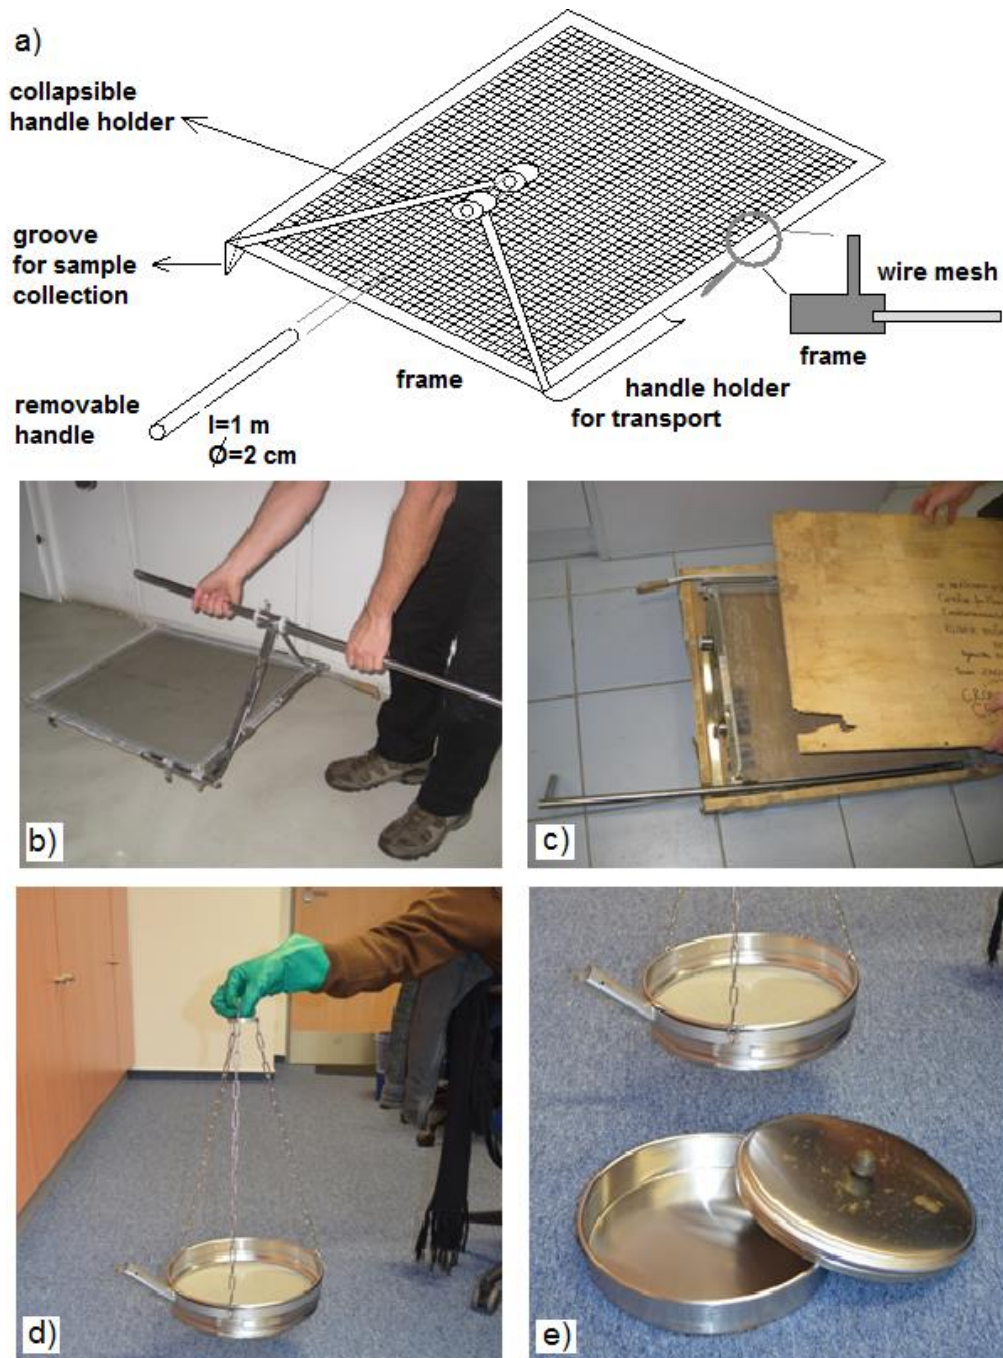 a)
collapsible
handle holder
groove
for sample
collection
removable
handle
l=1 m
Ø=2 cm
frame
handle holder
for transport
wire mesh
frame
b)
c)
d)
e)